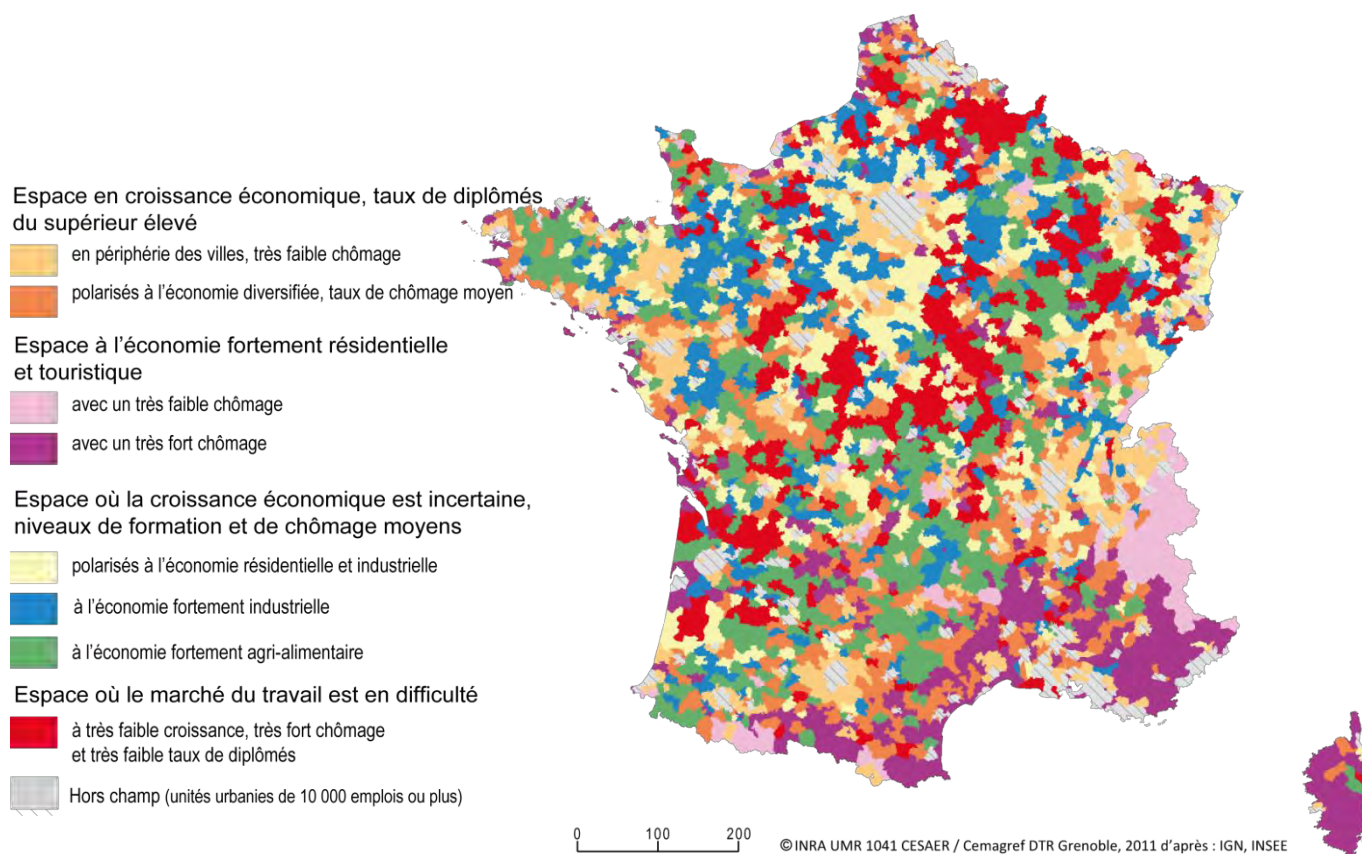 Espace en croissance économique, taux de diplômés
du supérieur élevé
en périphérie des villes, très faible chômage
polarisés à l'économie diversifiée, taux de chômage moyen
Espace à l'économie fortement résidentielle
et touristique
avec un très faible chômage
avec un très fort chômage
Espace où la croissance économique est incertaine,
niveaux de formation et de chômage moyens
polarisés à l'économie résidentielle et industrielle
à l'économie fortement industrielle
à l'économie fortement agri-alimentaire
Espace où le marché du travail est en difficulté
à très faible croissance, très fort chômage
et très faible taux de diplômés
Hors champ (unités urbanies de 10 000 emplois ou plus)
0 100 200
©INRA UMR 1041 CESAER / Cemagref DTR Grenoble, 2011 d'après : IGN, INSEE